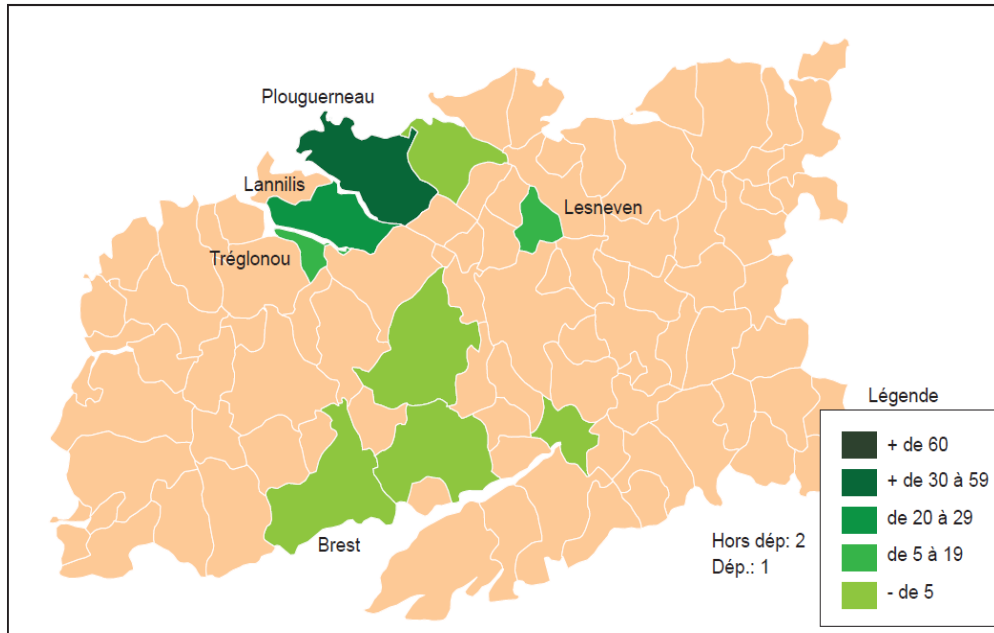 Plouguerneau
Lannilis
Lesneven
Tréglonou
Brest
Hors dép: 2
Dép.: 1
Légende
+ de 60
+ de 30 à 59
de 20 à 29
de 5 à 19
- de 5